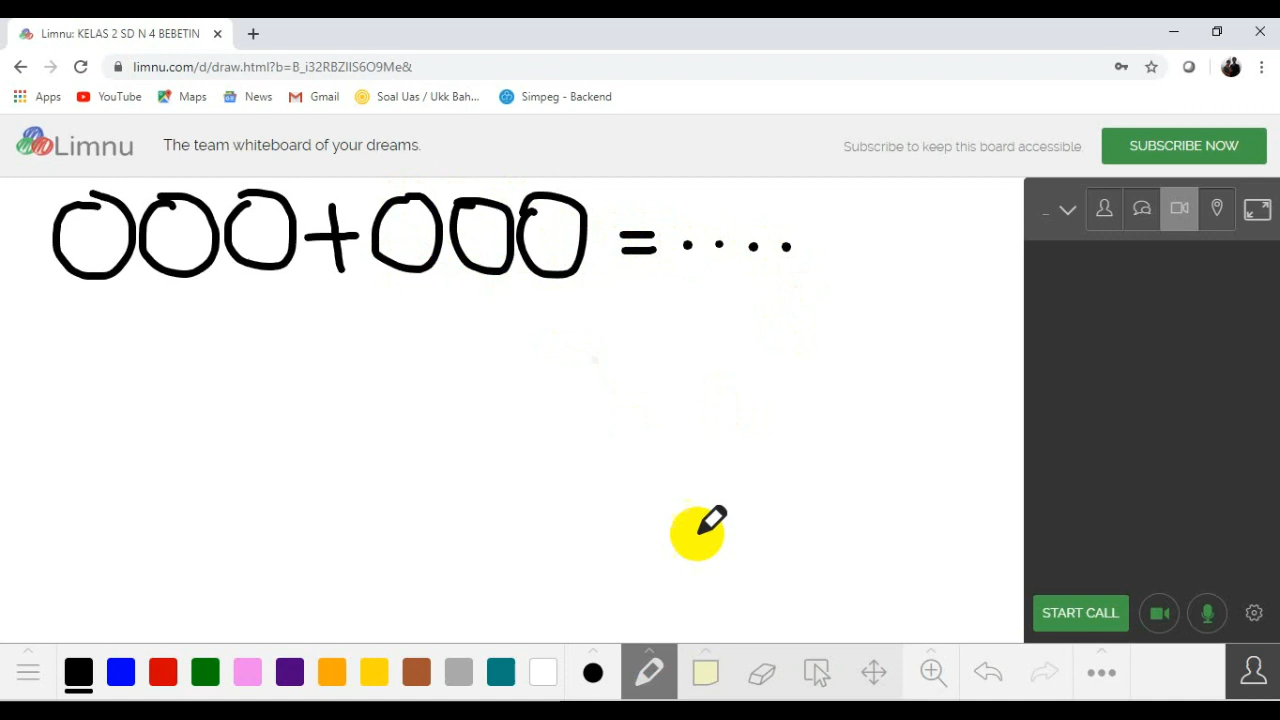 Limnu: KELAS 2 SD N 4 BEBETIN
limnu.com/d/draw.html?b=B_i32RBZIlS6O9Me&
Apps YouTube Maps News Gmail Soal Uas / Ukk Bah... Simpeg - Backend
Limnu The team whiteboard of your dreams. Subscribe to keep this board accessible. SUBSCRIBE NOW
OOO+OOO = ....
START CALL